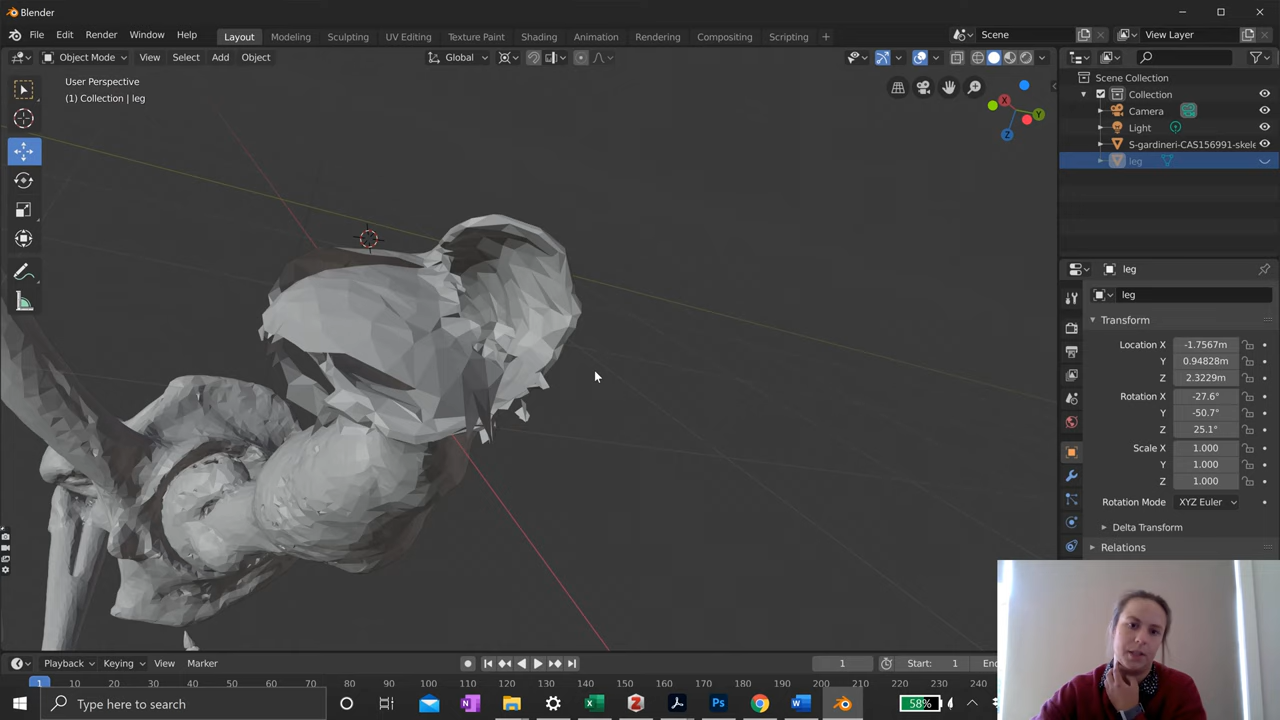 Blender
File Edit Render Window Help Layout Modeling Sculpting UV Editing Texture Paint Shading Animation Rendering Compositing Scripting + Scene View Layer
Object Mode View Select Add Object Global
User Perspective
(1) Collection | leg
X
Y
Z
Scene Collection
Collection
Camera
Light
S-gardineri-CAS156991-skele
leg
leg
leg
Transform
Location X -1.7567m
Y 0.94828m
Z 2.3229m
Rotation X -27.6°
Y -50.7°
Z 25.1°
Scale X 1.000
Y 1.000
Z 1.000
Rotation Mode XYZ Euler
Delta Transform
Relations
Playback Keying View Marker 1 Start: 1 En
1 10 20 30 40 50 60 70 80 90 100 110 120 130 140 150 160 170 180 190 200 210
Type here to search
58%